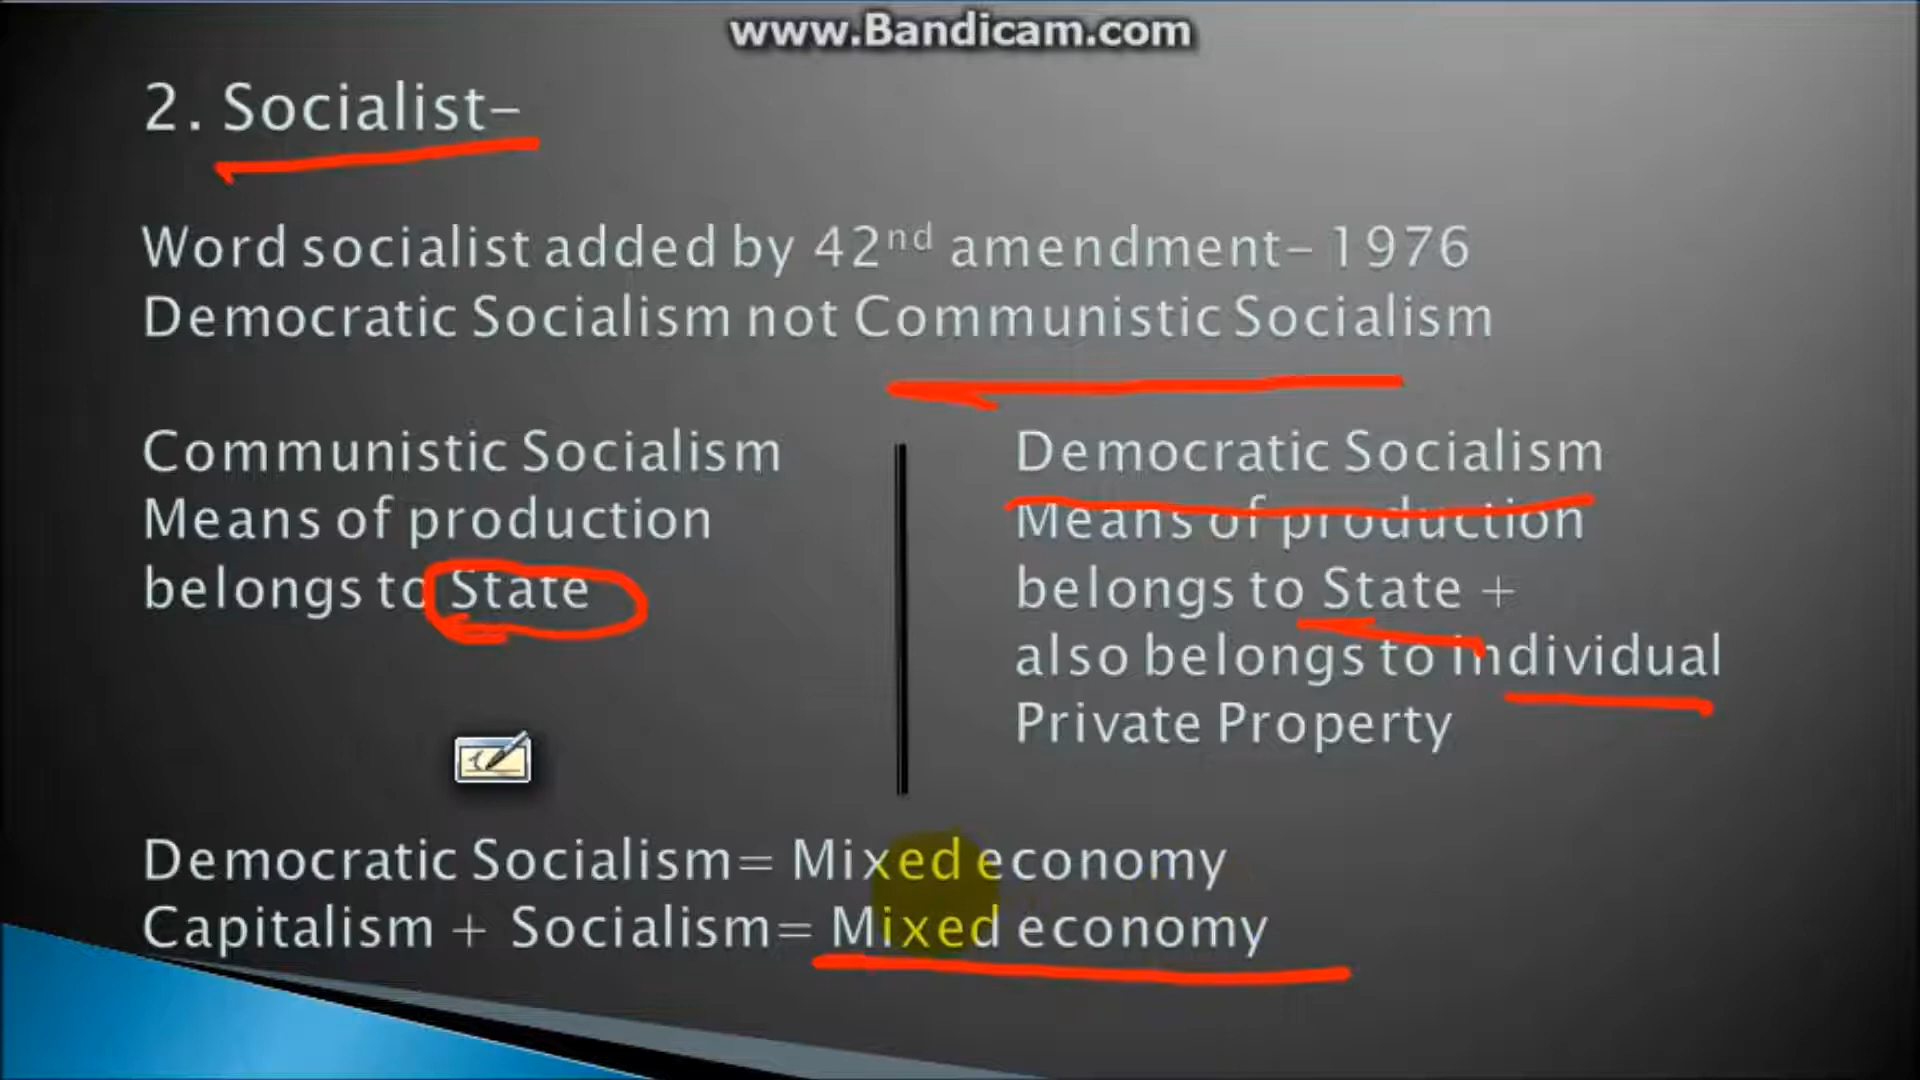 www.Bandicam.com
2. Socialist-
Word socialist added by 42nd amendment- 1976
Democratic Socialism not Communistic Socialism
Communistic Socialism
Means of production
belongs to State
Democratic Socialism
Means of production
belongs to State +
also belongs to individual
Private Property
Democratic Socialism= Mixed economy
Capitalism + Socialism= Mixed economy